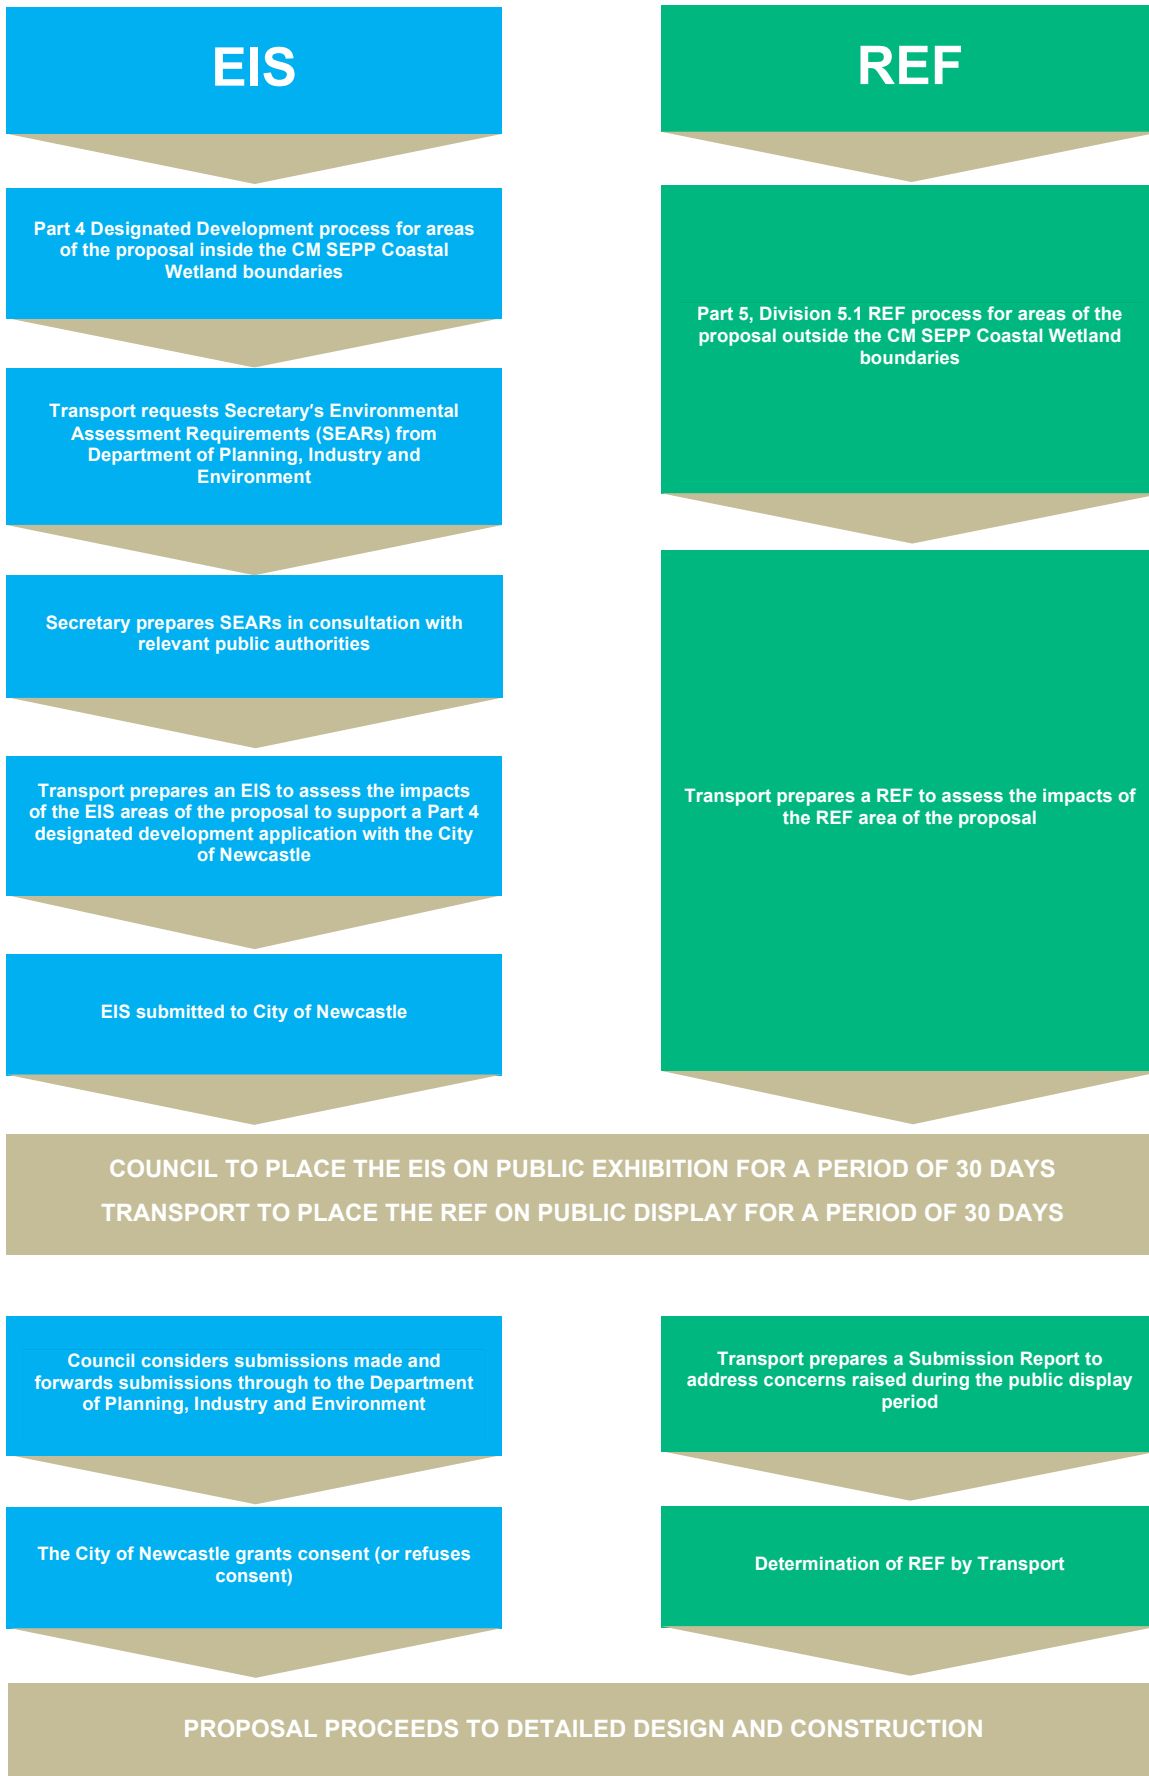 EIS
Part 4 Designated Development process for areas
of the proposal inside the CM SEPP Coastal
Wetland boundaries
Transport requests Secretary's Environmental
Assessment Requirements (SEARs) from
Department of Planning, Industry and
Environment
Secretary prepares SEARs in consultation with
relevant public authorities
Transport prepares an EIS to assess the impacts
of the EIS areas of the proposal to support a Part 4
designated development application with the City
of Newcastle
EIS submitted to City of Newcastle
REF
Part 5, Division 5.1 REF process for areas of the
proposal outside the CM SEPP Coastal Wetland
boundaries
Transport prepares a REF to assess the impacts of
the REF area of the proposal
COUNCIL TO PLACE THE EIS ON PUBLIC EXHIBITION FOR A PERIOD OF 30 DAYS
TRANSPORT TO PLACE THE REF ON PUBLIC DISPLAY FOR A PERIOD OF 30 DAYS
Council considers submissions made and
forwards submissions through to the Department
of Planning, Industry and Environment
The City of Newcastle grants consent (or refuses
consent)
Transport prepares a Submission Report to
address concerns raised during the public display
period
Determination of REF by Transport
PROPOSAL PROCEEDS TO DETAILED DESIGN AND CONSTRUCTION